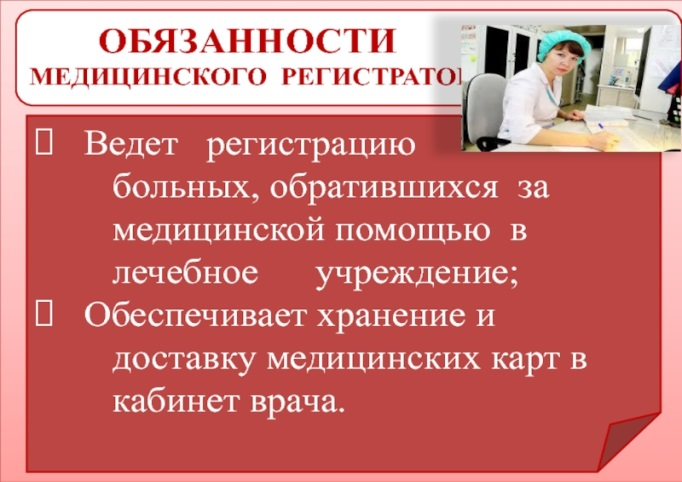 ОБЯЗАННОСТИ
МЕДИЦИНСКОГО РЕГИСТРАТО
Ведет регистрацию
больных, обратившихся за
медицинской помощью в
лечебное учреждение;
Обеспечивает хранение и
доставку медицинских карт в
кабинет врача.